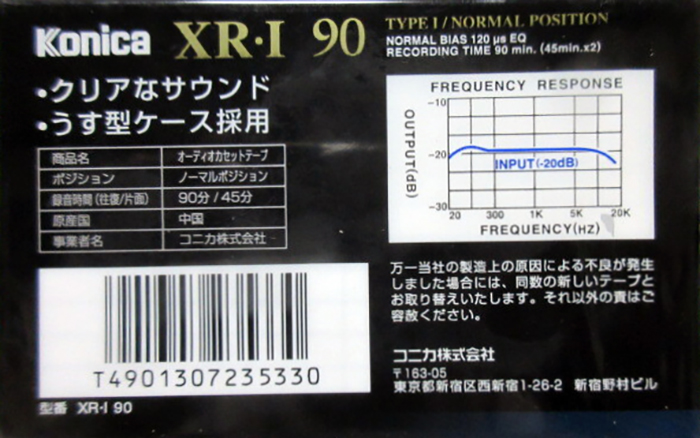 Konica XR・I 90
TYPE I / NORMAL POSITION
NORMAL BIAS 120 μs EQ
RECORDING TIME 90 min. (45min.x2)
・クリアなサウンド
・うす型ケース採用
商品名 オーディオカセットテープ
ポジション ノーマルポジション
録音時間(往復/片面) 90分/45分
原産国 中国
事業者名 コニカ株式会社
FREQUENCY RESPONSE
OUTPUT(dB)
-10
-20
-30
INPUT(-20dB)
20 300 1K 5K 20K
FREQUENCY(HZ)
万一当社の製造上の原因による不良が発生
しました場合には、同数の新しいテープと
お取り替えいたします。それ以外の責はご
容赦ください。
コニカ株式会社
〒163-05
東京都新宿区西新宿1-26-2 新宿野村ビル
T4901307235330
型番 XR-I 90